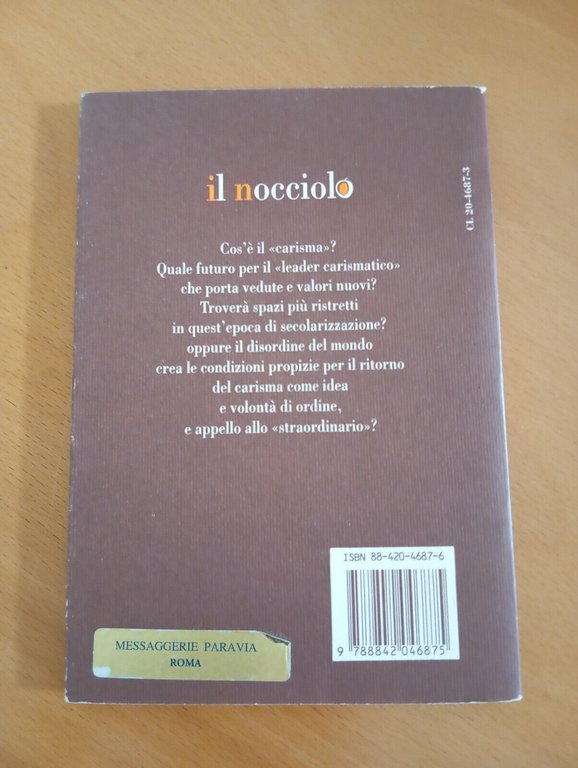 il nocciolo
CL 20-4687-3
Cos'è il «carisma»?
Quale futuro per il «leader carismatico»
che porta vedute e valori nuovi?
Troverà spazi più ristretti
in quest'epoca di secolarizzazione?
oppure il disordine del mondo
crea le condizioni propizie per il ritorno
del carisma come idea
e volontà di ordine,
e appello allo «straordinario»?
ISBN 88-420-4687-6
9 788842 046875
MESSAGGERIE PARAVIA
ROMA